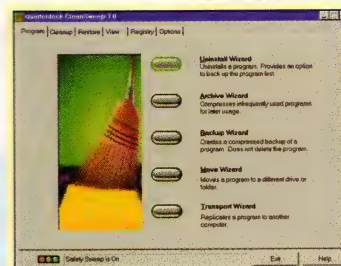 Quarterdeck CleanSweep 3.0
Program Cleanup Restore View Registry Options
Uninstall Wizard
Uninstalls a program. Provides an option
to back up the program first.
Archive Wizard
Compresses infrequently used programs
for later usage.
Backup Wizard
Creates a compressed backup of a
program. Does not delete the program.
Move Wizard
Moves a program to a different drive or
folder.
Transport Wizard
Replicates a program to another
computer.
Safety Sweep is On
Exit
Help